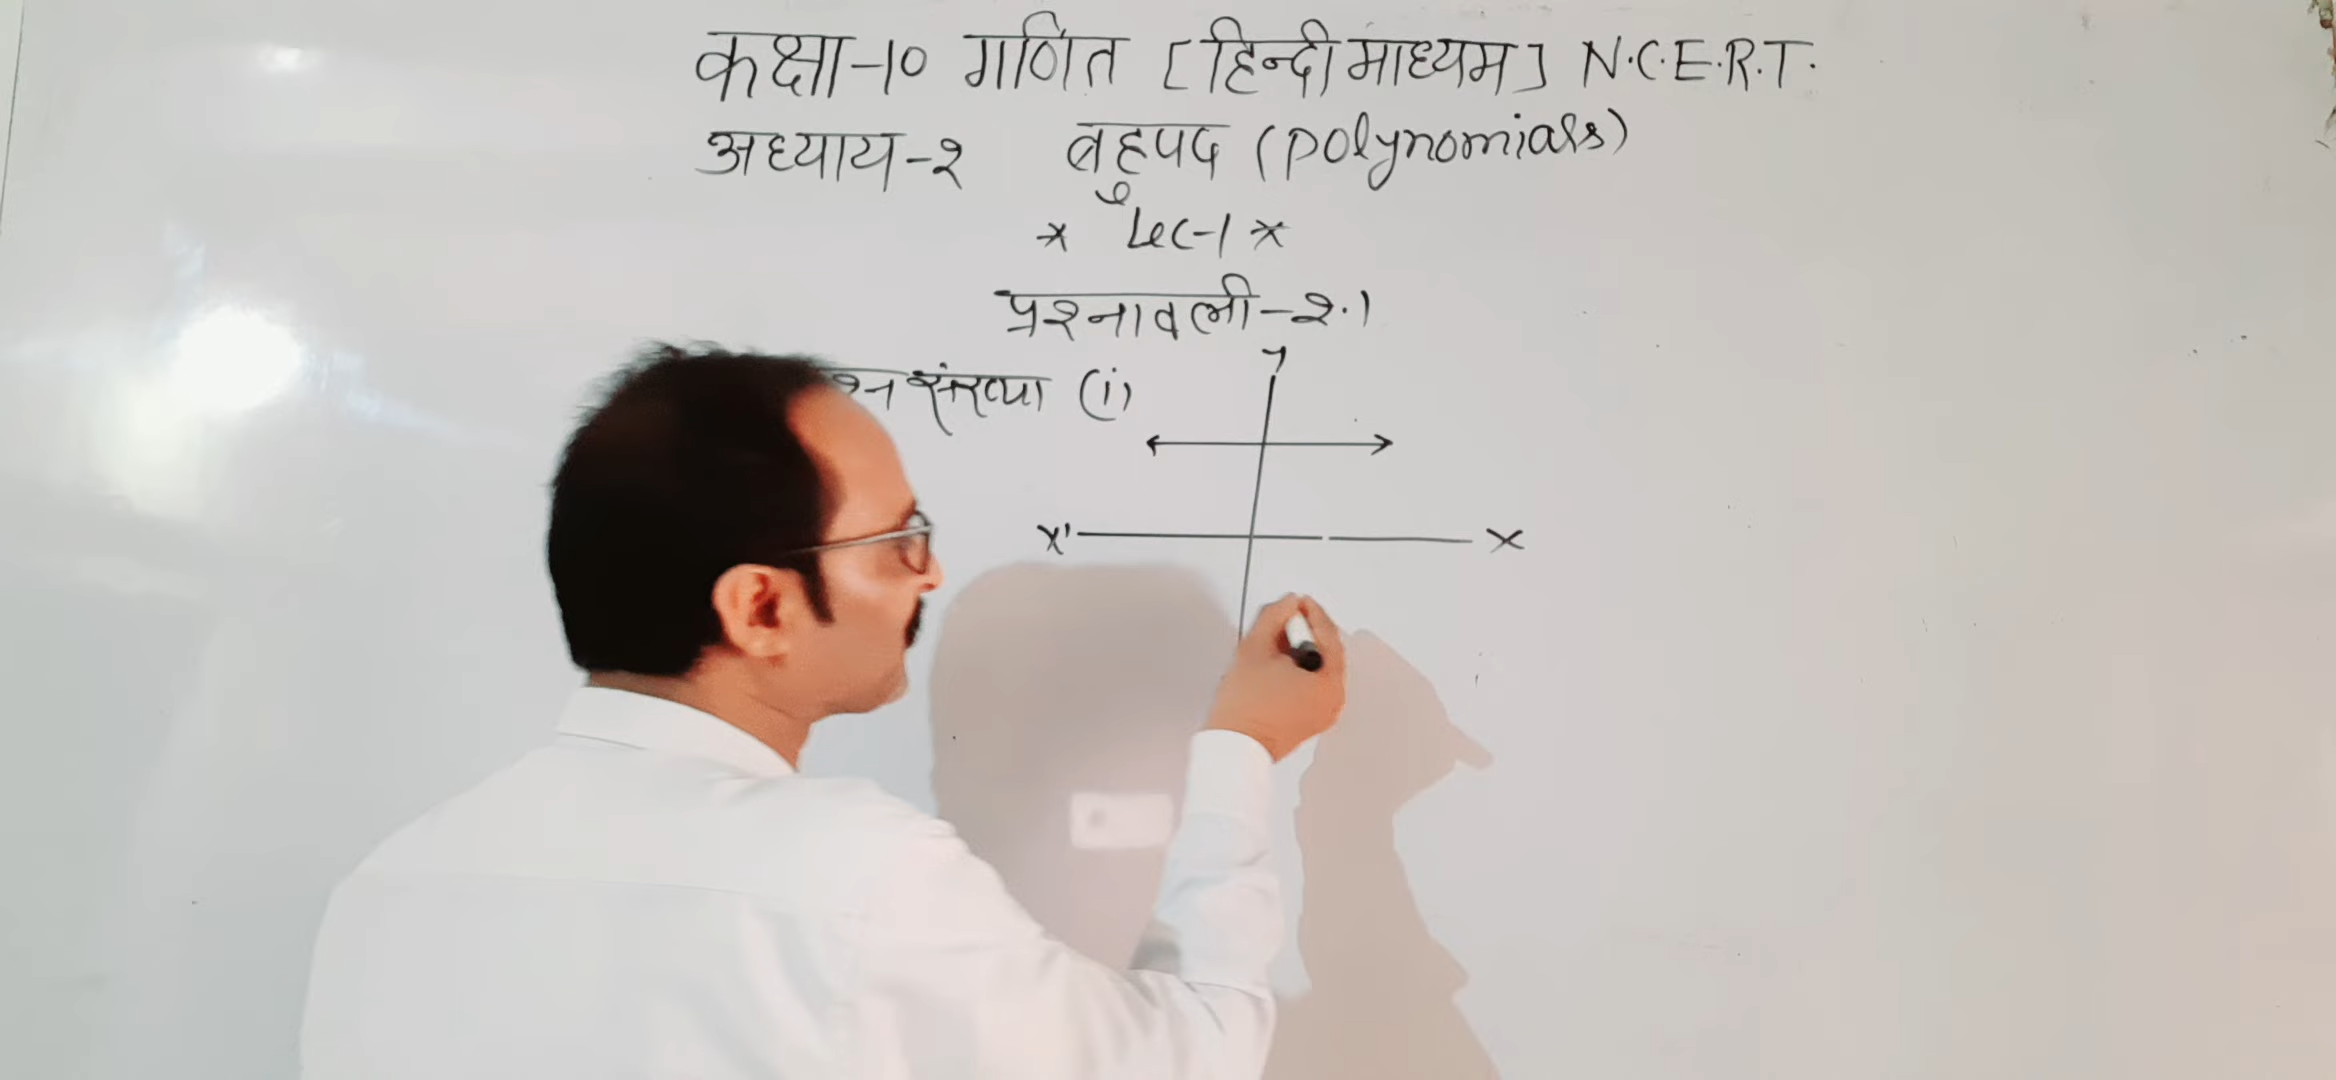 कक्षा-१० गणित [हिन्दी माध्यम] N.C.E.R.T.
अध्याय-२ बहुपद (polynomials)
* Lec-1 *
प्रश्नावली-२.१
संख्या (i)
y
x' x